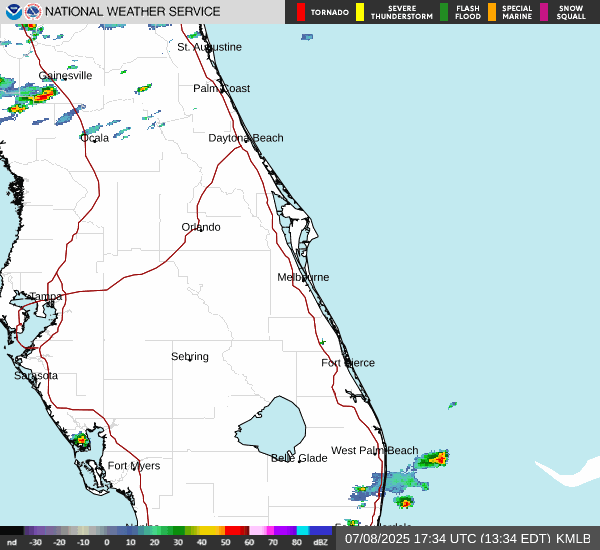 NATIONAL WEATHER SERVICE
TORNADO
SEVERE
THUNDERSTORM
FLASH
FLOOD
SPECIAL
MARINE
SNOW
SQUALL
St. Augustine
Gainesville
Palm Coast
Ocala
Daytona Beach
Orlando
Melbourne
Tampa
Sebring
Fort Pierce
Sarasota
West Palm Beach
Belle Glade
Fort Myers
nd -30 -20 -10 0 10 20 30 40 50 60 70 80 dBZ
07/08/2025 17:34 UTC (13:34 EDT) KMLB